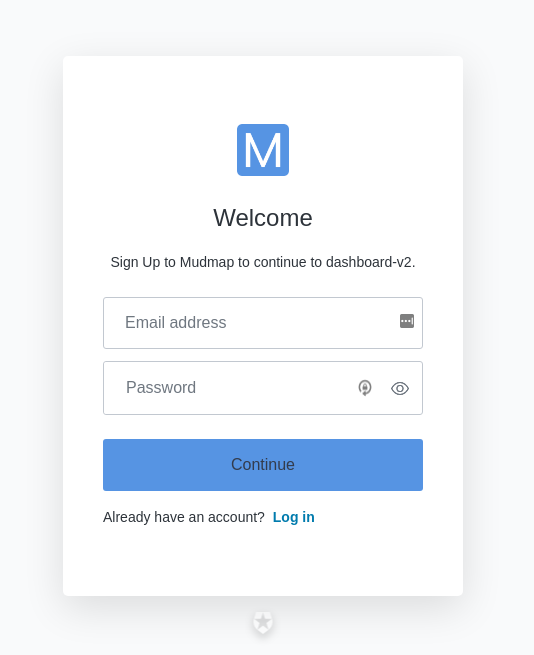 M
Welcome
Sign Up to Mudmap to continue to dashboard-v2.
Email address
Password
Continue
Already have an account? Log in